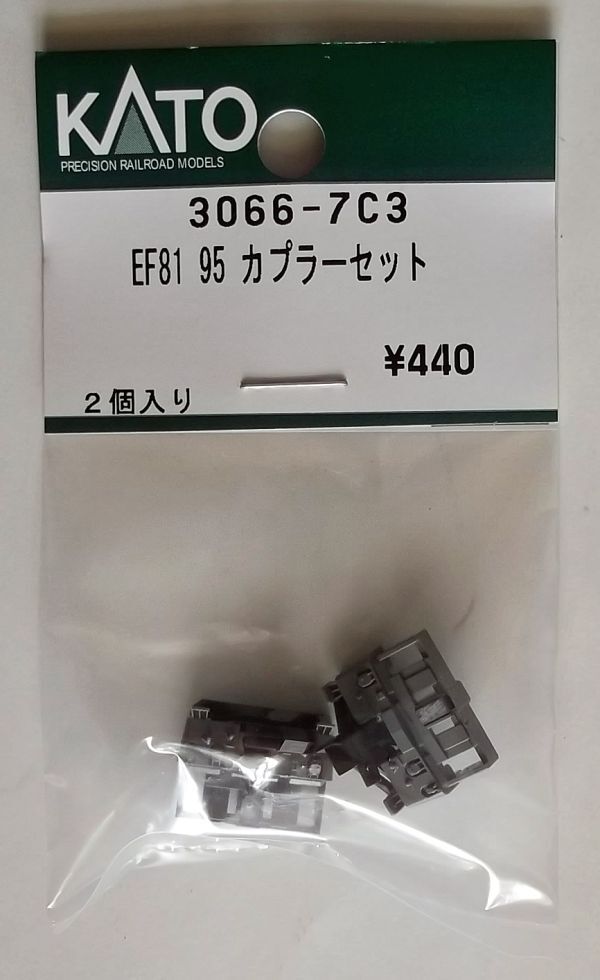 KATO
PRECISION RAILROAD MODELS
3066-7C3
EF81 95 カプラーセット
¥440
2個入り